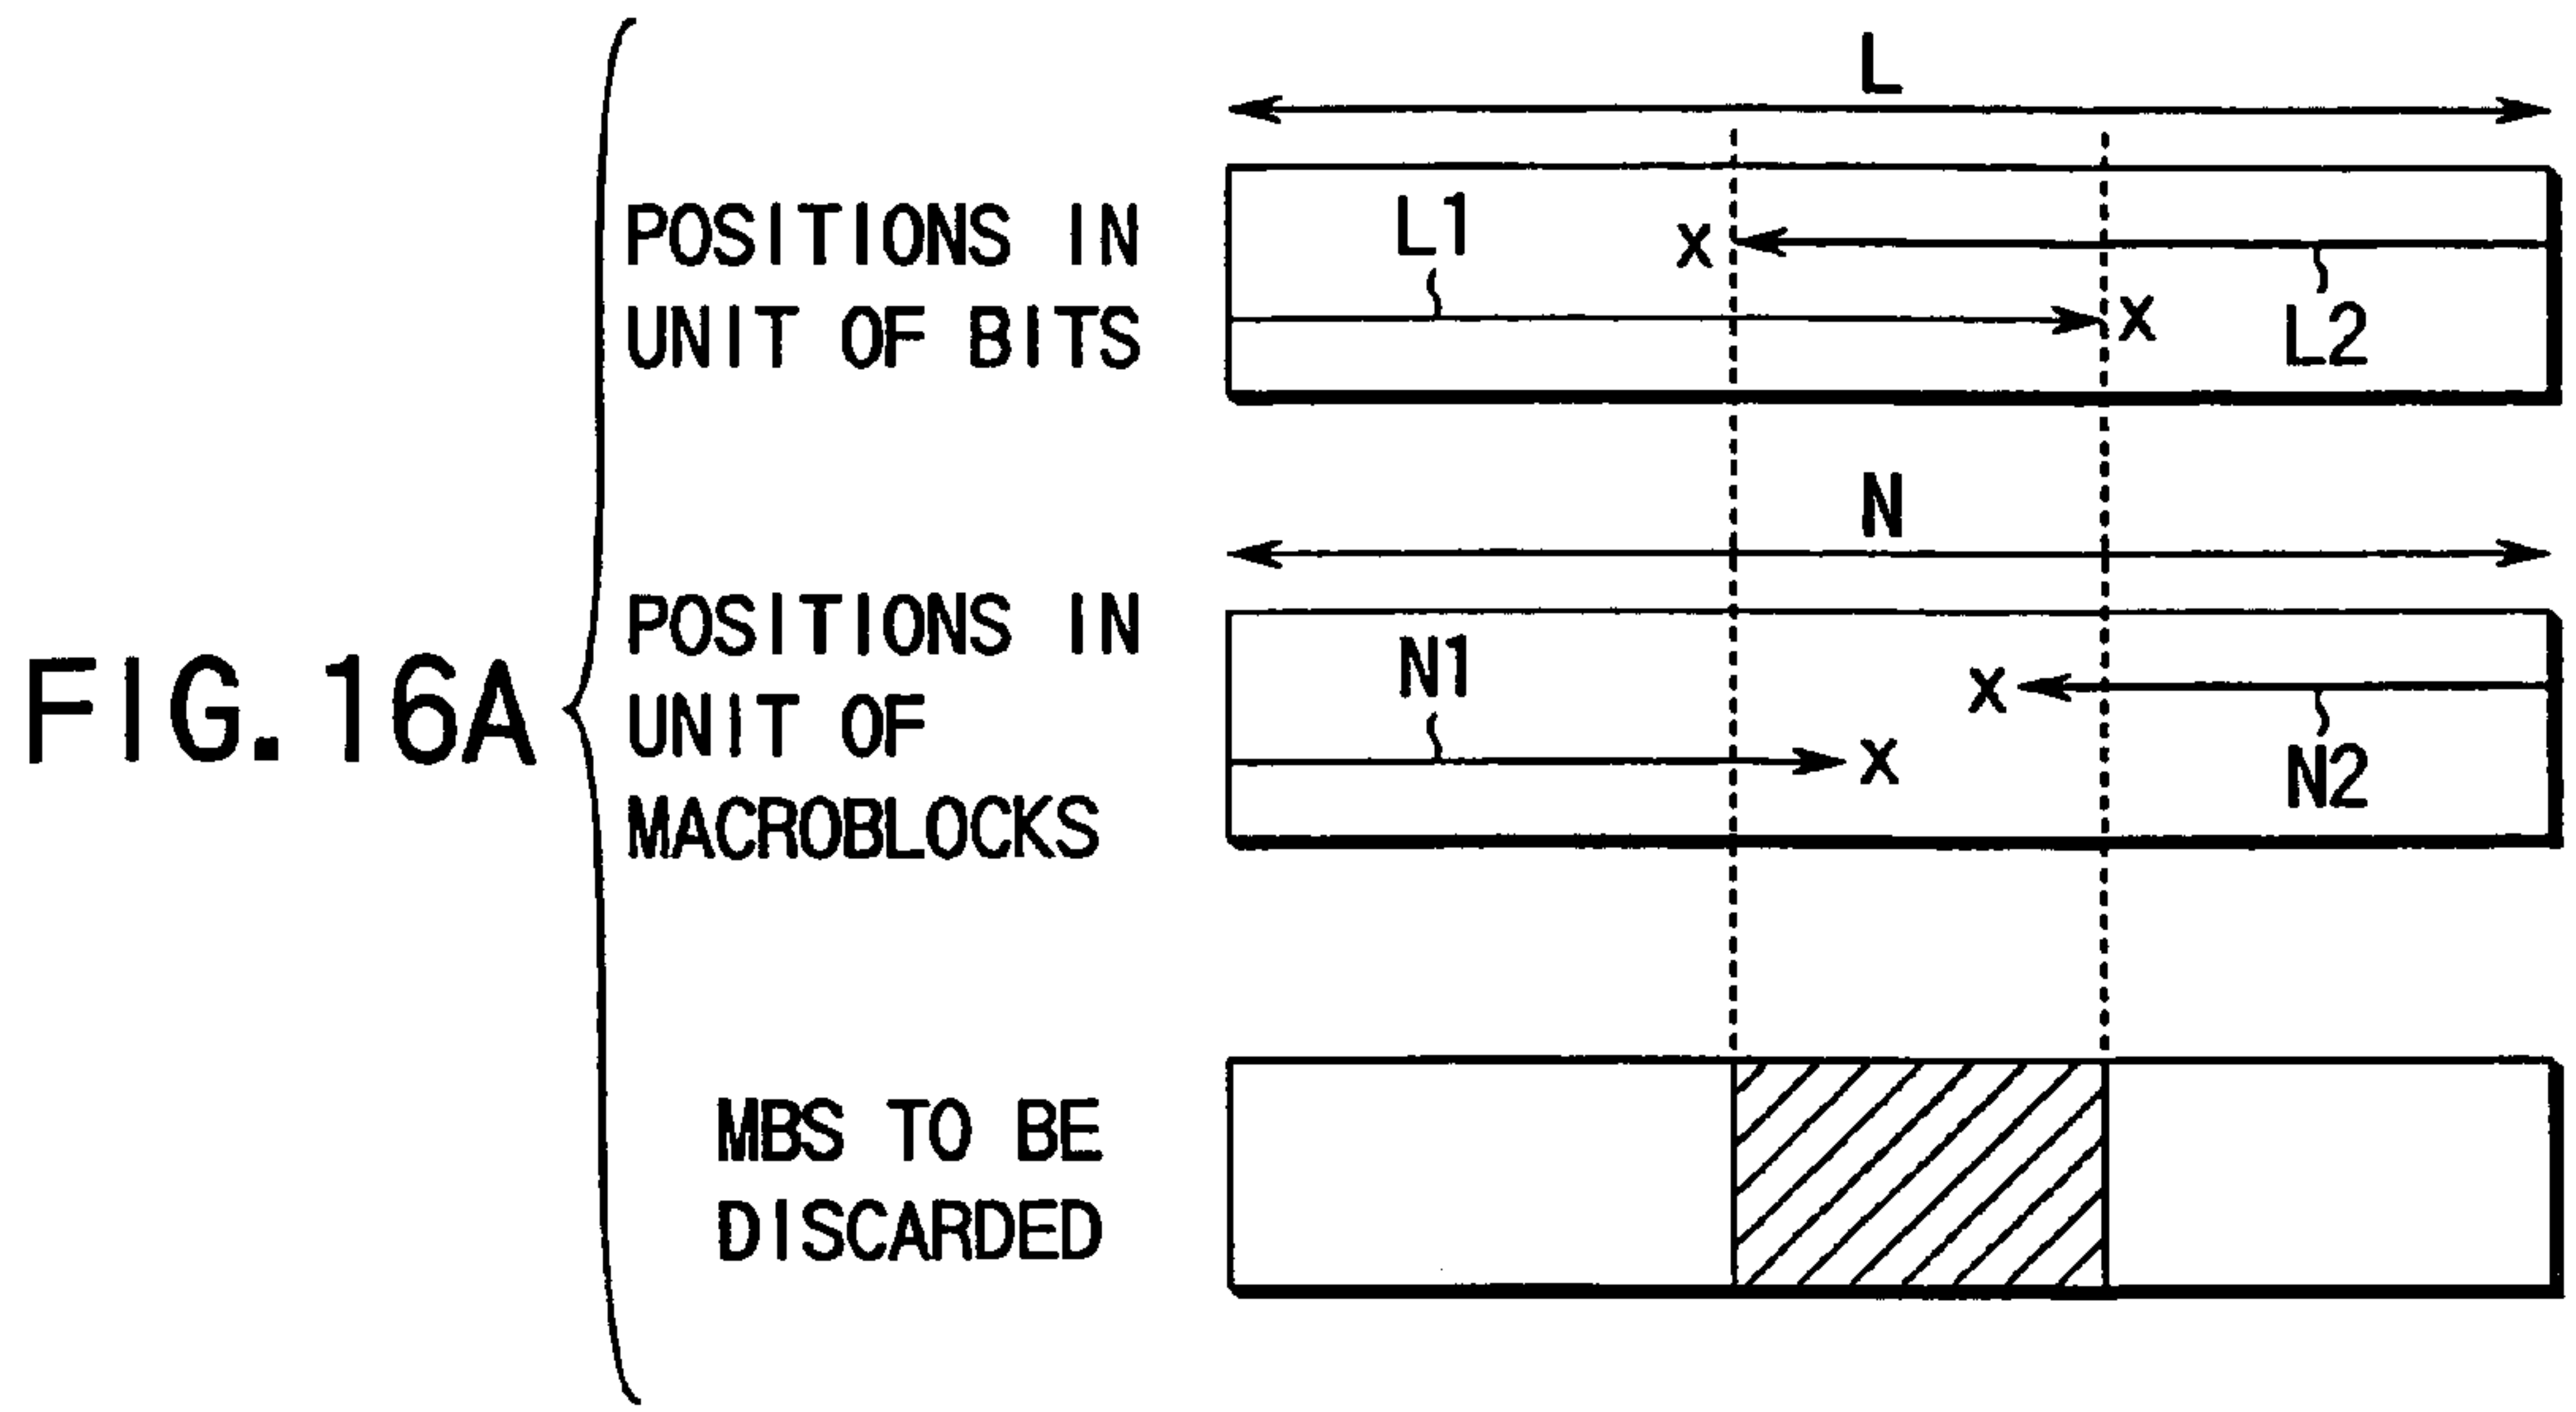 FIG. 16A
L
POSITIONS IN
UNIT OF BITS
L1
x
x
L2
N
POSITIONS IN
UNIT OF
MACROBLOCKS
N1
x
x
N2
MBS TO BE
DISCARDED